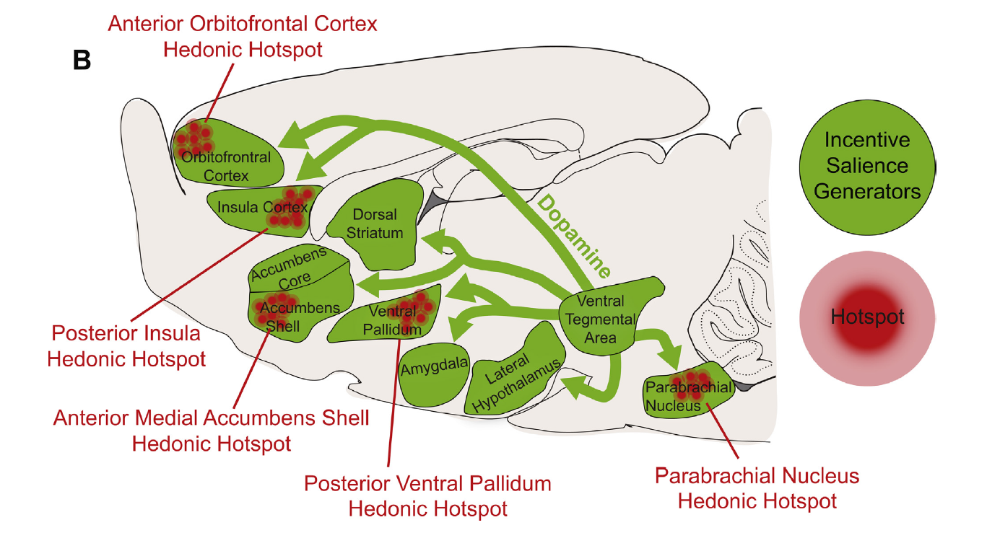 Anterior Orbitofrontal Cortex
Hedonic Hotspot
B
Orbitofrontral
Cortex
Insula Cortex
Dorsal
Striatum
Accumbens
Core
Accumbens
Shell
Ventral
Pallidum
Amygdala
Lateral
Hypothalamus
Dopamine
Ventral
Tegmental
Area
Parabrachial
Nucleus
Incentive
Salience
Generators
Hotspot
Posterior Insula
Hedonic Hotspot
Anterior Medial Accumbens Shell
Hedonic Hotspot
Posterior Ventral Pallidum
Hedonic Hotspot
Parabrachial Nucleus
Hedonic Hotspot